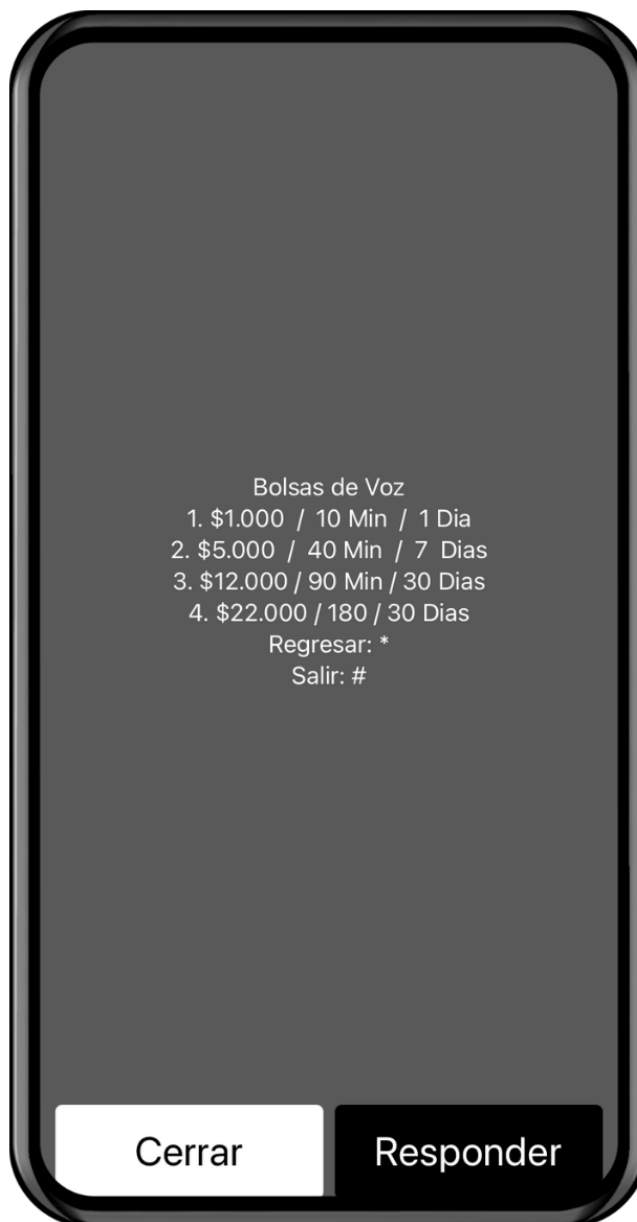 Bolsas de Voz
1. $1.000 / 10 Min / 1 Dia
2. $5.000 / 40 Min / 7 Dias
3. $12.000 / 90 Min / 30 Dias
4. $22.000 / 180 / 30 Dias
Regresar: *
Salir: #
Cerrar
Responder